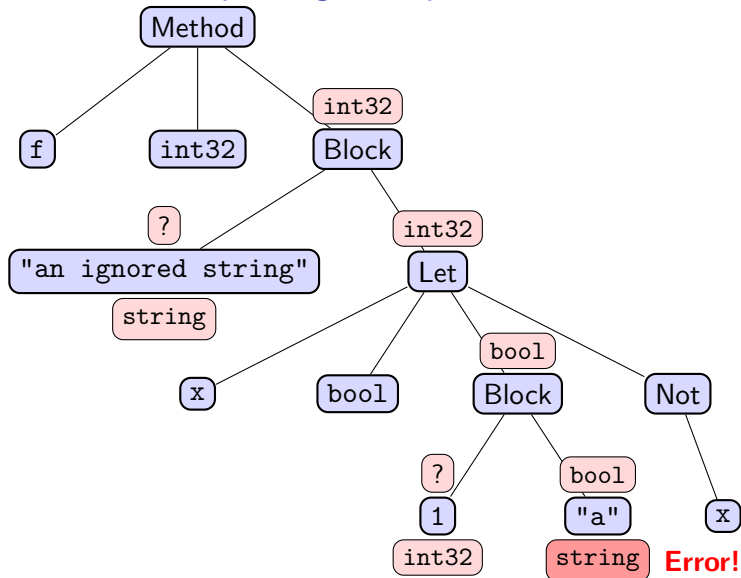 Method
int32
f
int32
Block
?
int32
"an ignored string"
Let
string
bool
x
bool
Block
Not
?
bool
1
"a"
x
int32
string
Error!